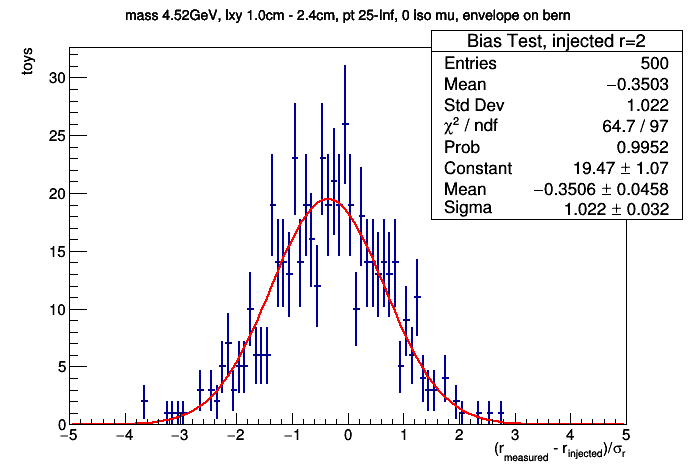 mass 4.52GeV, lxy 1.0cm - 2.4cm, pt 25-Inf, 0 Iso mu, envelope on bern
Bias Test, injected r=2
Entries 500
Mean −0.3503
Std Dev 1.022
χ² / ndf 64.7 / 97
Prob 0.9952
Constant 19.47 ± 1.07
Mean −0.3506 ± 0.0458
Sigma 1.022 ± 0.032
toys
30
25
20
15
10
5
0
−5 −4 −3 −2 −1 0 1 2 3 4 5
(r_measured - r_injected)/σ_r